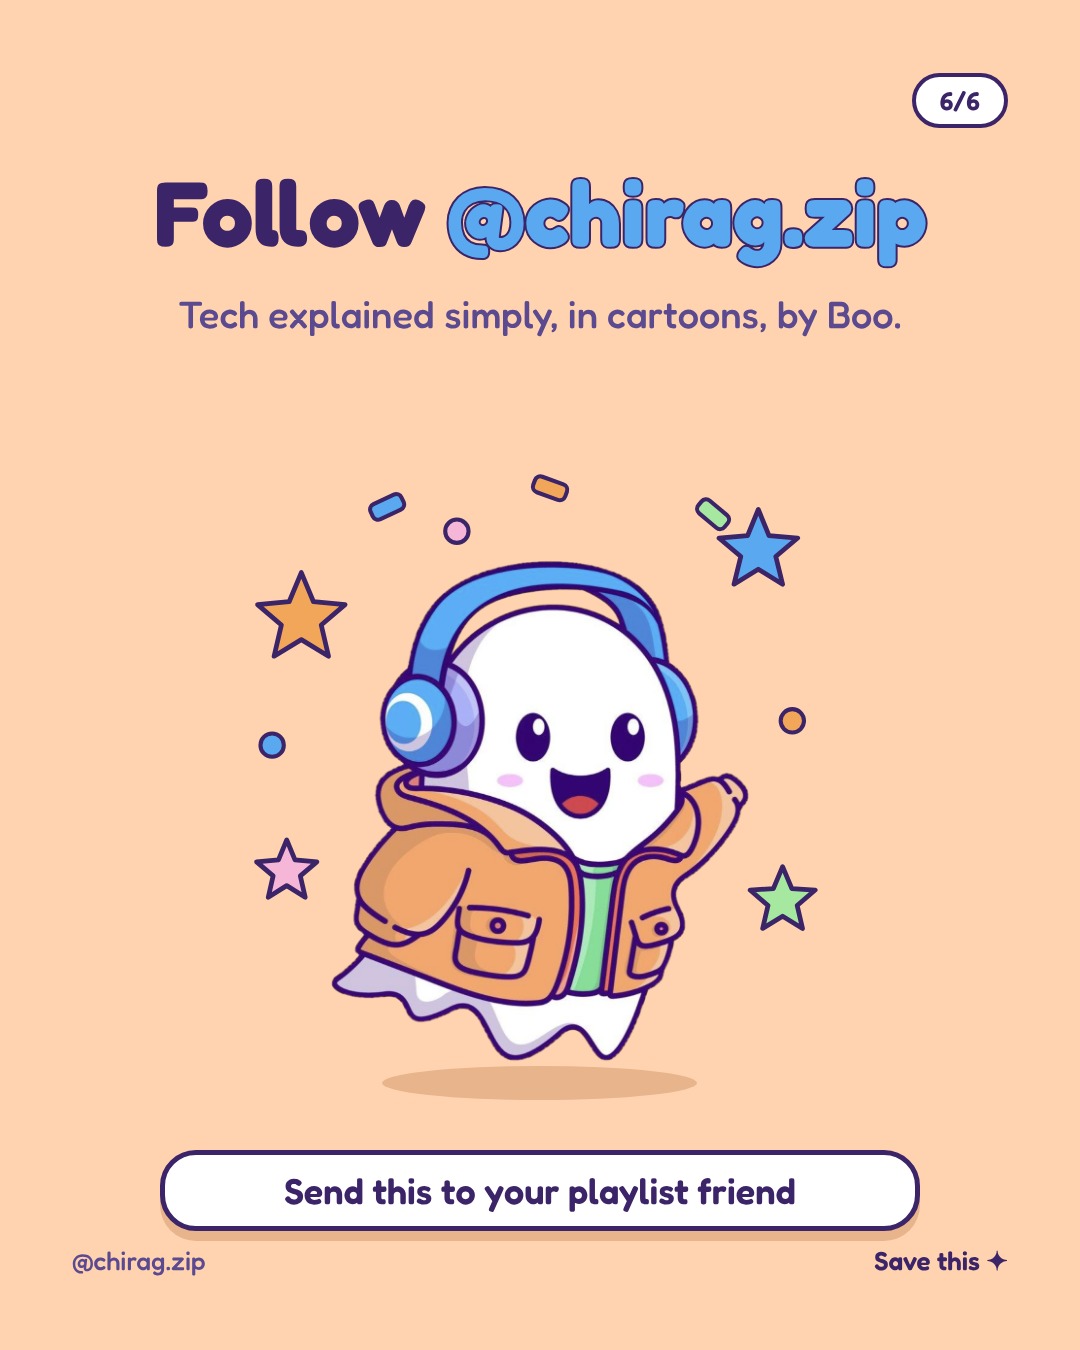 6/6
Follow @chirag.zip
Tech explained simply, in cartoons, by Boo.
Send this to your playlist friend
@chirag.zip
Save this ✦